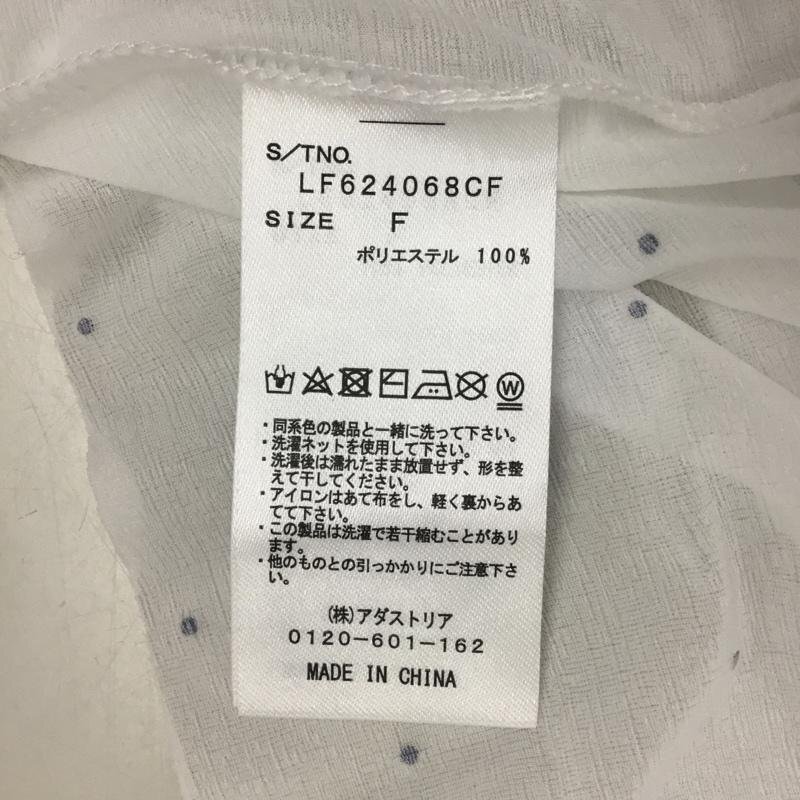 S/TNO.
LF624068CF
SIZE F
ポリエステル 100%
W
・同系色の製品と一緒に洗って下さい。
・洗濯ネットを使用して下さい。
・洗濯後は濡れたまま放置せず、形を整
えて干してください。
・アイロンはあて布をし、軽く裏からあ
てて下さい。
・この製品は洗濯で若干縮むことがあり
ます。
・他のものとの引っかかりにご注意下さ
い。
(株)アダストリア
0120-601-162
MADE IN CHINA